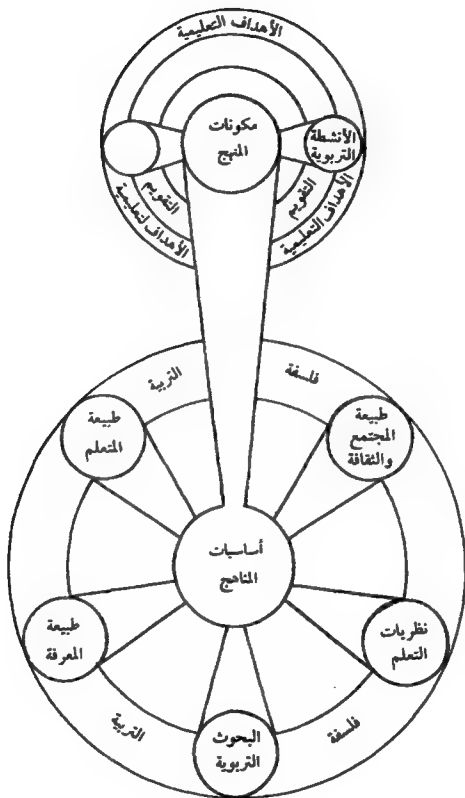 الأهداف التعليمية
مكونات
المنهج
الأنشطة
التربوية
التقويم
التقويم
الأهداف التعليمية
الأهداف لتعليمية
فلسفة
التربية
طبيعة
المجتمع
والثقافة
طبيعة
المتعلم
أساسيات
المناهج
نظريات
التعلم
طبيعة
المعرفة
فلسفة
التربية
البحوث
التربوية